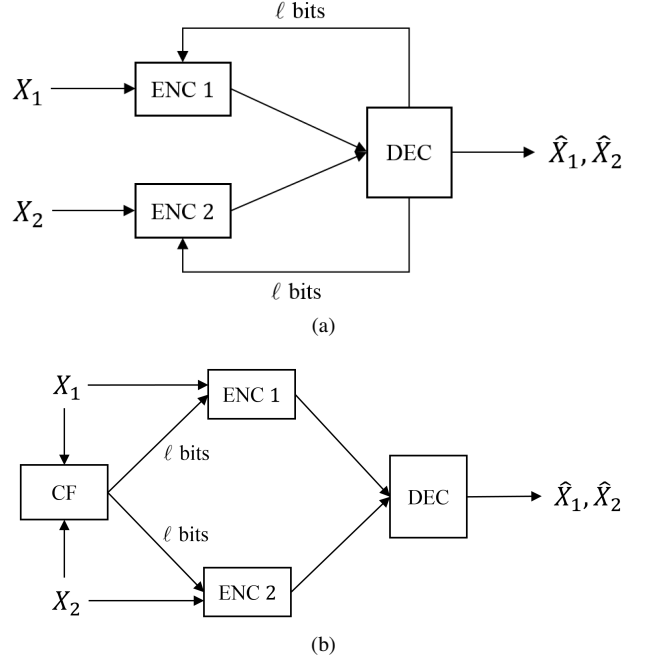 ℓ bits
X₁
ENC 1
DEC
X̂₁, X̂₂
X₂
ENC 2
ℓ bits
(a)
X₁
ENC 1
ℓ bits
CF
DEC
X̂₁, X̂₂
ℓ bits
ENC 2
X₂
(b)